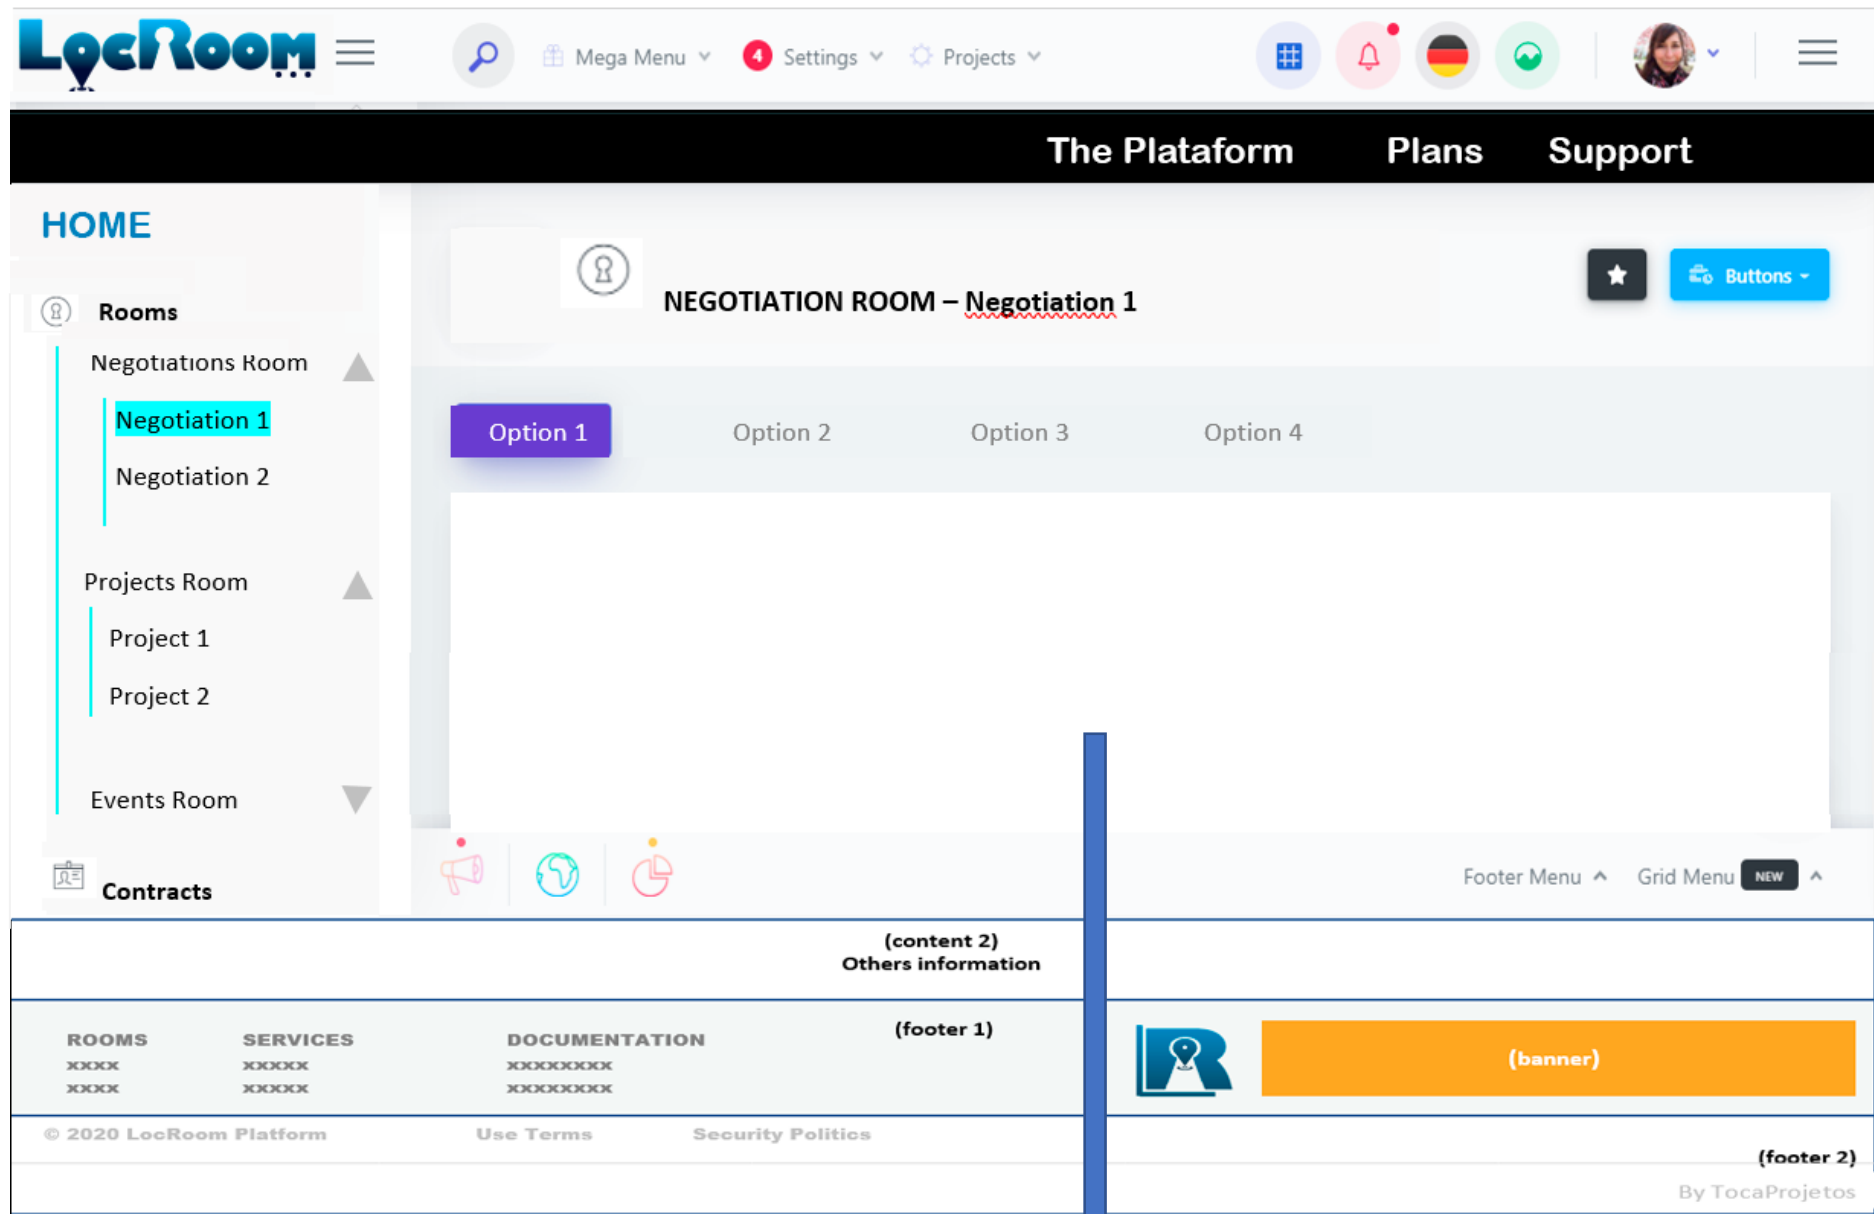 LocRoom
Mega Menu
4 Settings
Projects
The Plataform Plans Support
HOME
Rooms
Negotiations Room
Negotiation 1
Negotiation 2
Projects Room
Project 1
Project 2
Events Room
Contracts
NEGOTIATION ROOM – Negotiation 1
Buttons
Option 1 Option 2 Option 3 Option 4
Footer Menu Grid Menu NEW
(content 2)
Others information
ROOMS SERVICES DOCUMENTATION (footer 1)
xxxx xxxxx xxxxxxxx
xxxx xxxxx xxxxxxxx
LR
(banner)
© 2020 LocRoom Platform Use Terms Security Politics
(footer 2)
By TocaProjetos